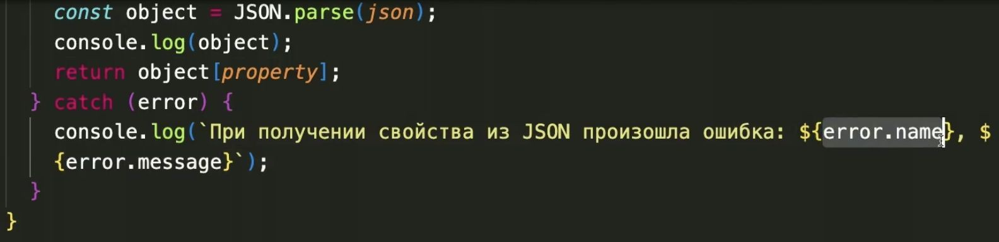 const object = JSON.parse(json);
console.log(object);
return object[property];
} catch (error) {
console.log(`При получении свойства из JSON произошла ошибка: ${error.name}, $
{error.message}`);
}
}